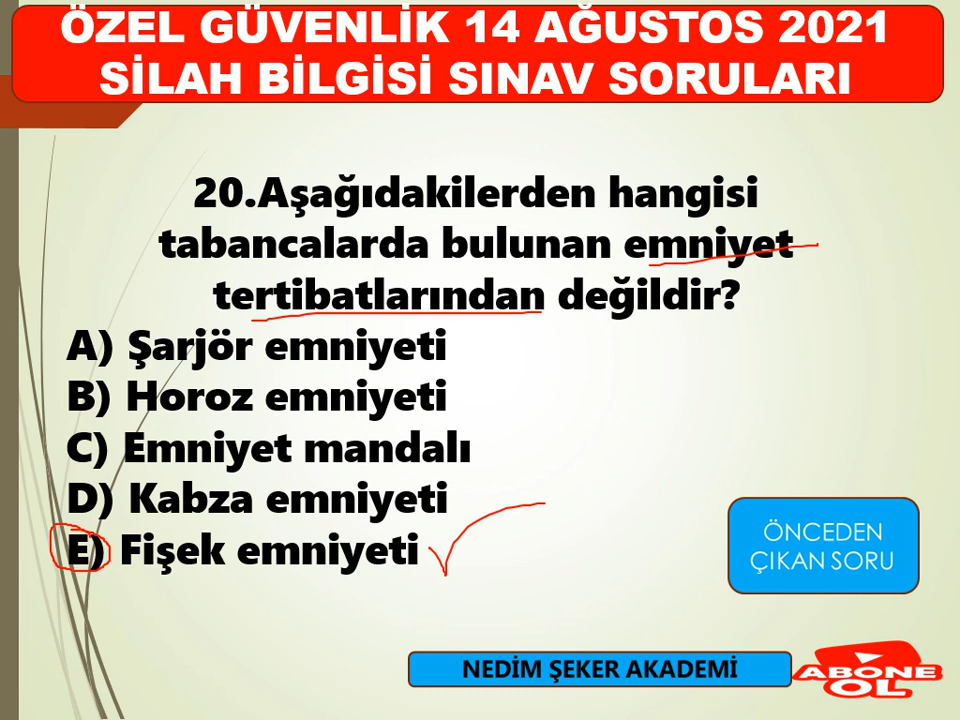 ÖZEL GÜVENLİK 14 AĞUSTOS 2021
SİLAH BİLGİSİ SINAV SORULARI
20.Aşağıdakilerden hangisi
tabancalarda bulunan emniyet
tertibatlarından değildir?
A) Şarjör emniyeti
B) Horoz emniyeti
C) Emniyet mandalı
D) Kabza emniyeti
E) Fişek emniyeti
ÖNCEDEN
ÇIKAN SORU
NEDİM ŞEKER AKADEMİ
ABONE
OL